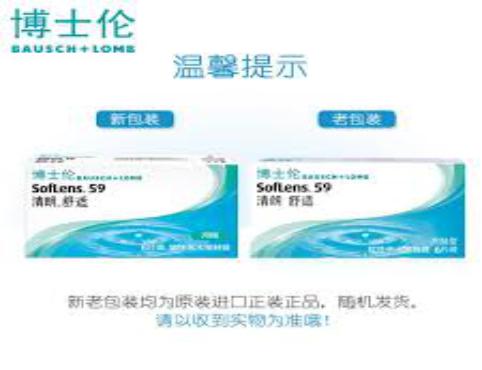 博士伦
BAUSCH+LOMB
温馨提示
新包装
老包装
博士伦 BAUSCH+LOMB
SofLens. 59
清朗.舒适
博士伦 BAUSCH+LOMB
SofLens. 59
清朗 舒适
新老包装均为原装进口正装正品，随机发货。
请以收到实物为准哦！